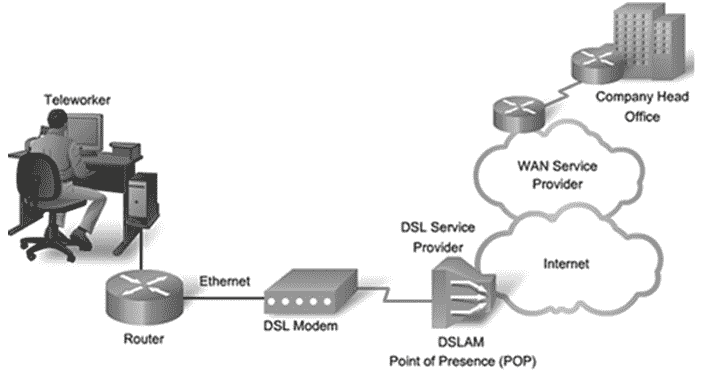 Teleworker
Company Head
Office
WAN Service
Provider
DSL Service
Provider
Internet
Ethernet
DSL Modem
Router
DSLAM
Point of Presence (POP)